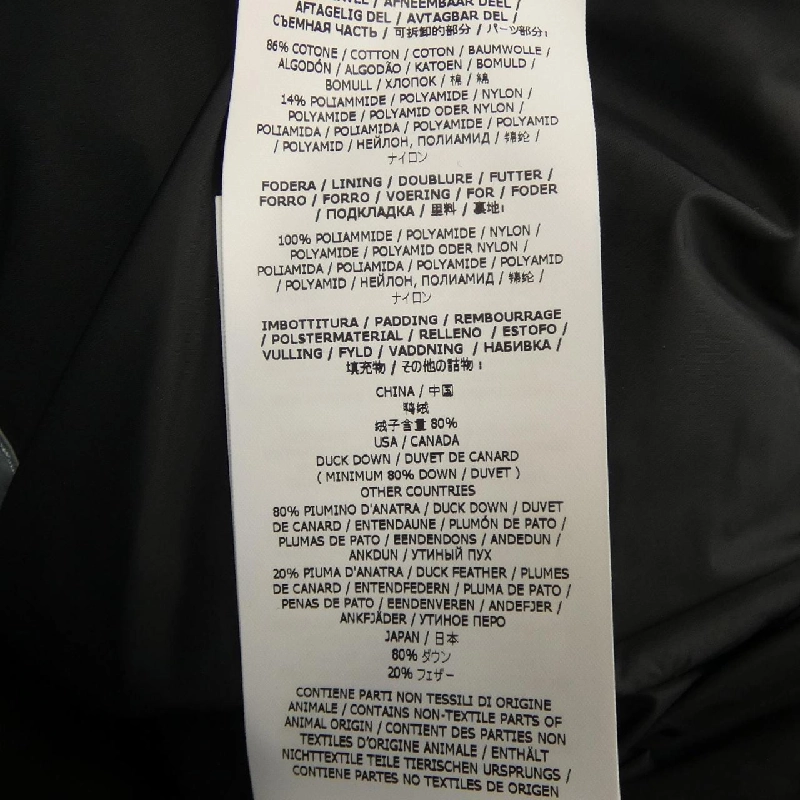 / AFNEEMBAAR DEEL /
AFTAGELIG DEL / AVTAGBAR DEL /
СЪЕМНАЯ ЧАСТЬ / 可拆卸的部分 / パーツ部分:
86% COTONE / COTTON / COTON / BAUMWOLLE /
ALGODÓN / ALGODÃO / KATOEN / BOMULD /
BOMULL / ХЛОПОК / 棉 / 綿
14% POLIAMMIDE / POLYAMIDE / NYLON /
POLYAMIDE / POLYAMID ODER NYLON /
POLIAMIDA / POLIAMIDA / POLYAMIDE / POLYAMID
/ POLYAMID / НЕЙЛОН, ПОЛИАМИД / 锦纶 /
ナイロン
FODERA / LINING / DOUBLURE / FUTTER /
FORRO / FORRO / VOERING / FOR / FODER
/ ПОДКЛАДКА / 里料 / 裏地:
100% POLIAMMIDE / POLYAMIDE / NYLON /
POLYAMIDE / POLYAMID ODER NYLON /
POLIAMIDA / POLIAMIDA / POLYAMIDE / POLYAMID
/ POLYAMID / НЕЙЛОН, ПОЛИАМИД / 锦纶 /
ナイロン
IMBOTTITURA / PADDING / REMBOURRAGE
/ POLSTERMATERIAL / RELLENO / ESTOFO /
VULLING / FYLD / VADDNING / НАБИВКА /
填充物 / その他の詰物:
CHINA / 中国
鸭绒
绒子含量 80%
USA / CANADA
DUCK DOWN / DUVET DE CANARD
( MINIMUM 80% DOWN / DUVET )
OTHER COUNTRIES
80% PIUMINO D'ANATRA / DUCK DOWN / DUVET
DE CANARD / ENTENDAUNE / PLUMÓN DE PATO /
PLUMAS DE PATO / EENDENDONS / ANDEDUN /
ANKDUN / УТИНЫЙ ПУХ
20% PIUMA D'ANATRA / DUCK FEATHER / PLUMES
DE CANARD / ENTENDFEDERN / PLUMA DE PATO /
PENAS DE PATO / EENDENVEREN / ANDEFJER /
ANKFJÄDER / УТИНОЕ ПЕРО
JAPAN / 日本
80% ダウン
20% フェザー
CONTIENE PARTI NON TESSILI DI ORIGINE
ANIMALE / CONTAINS NON-TEXTILE PARTS OF
ANIMAL ORIGIN / CONTIENT DES PARTIES NON
TEXTILES D'ORIGINE ANIMALE / ENTHÄLT
NICHTTEXTILE TEILE TIERISCHEN URSPRUNGS /
CONTIENE PARTES NO TEXTILES DE ORIGEN